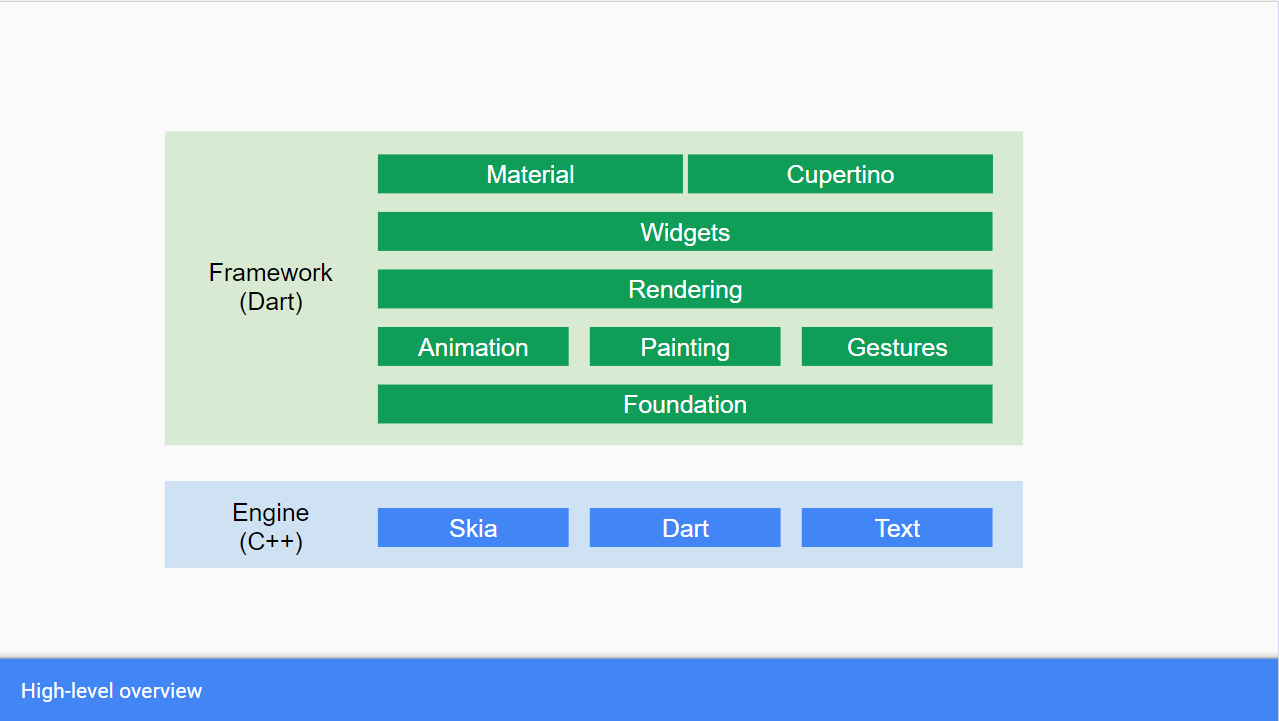 Material
Cupertino
Widgets
Framework
(Dart)
Rendering
Animation
Painting
Gestures
Foundation
Engine
(C++)
Skia
Dart
Text
High-level overview